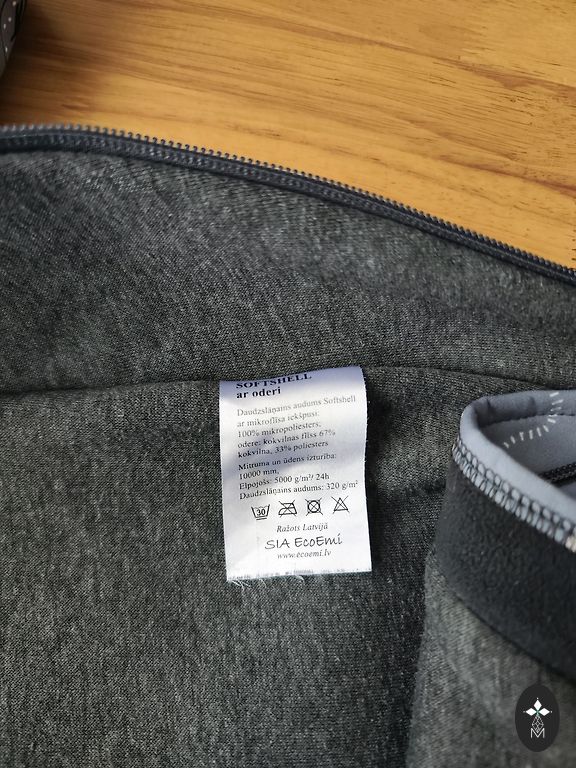 SOFTSHELL
ar oderi
Daudzslāņains audums Softshell
ar mikroflīsa iekšpusi.
100% mikropoliesters,
odere: kokvilnas flīss 67%
kokvilna, 33% poliesters
Mitruma un ūdens izturība:
10000 mm,
Elpojošs: 5000 g/m²/ 24h
Daudzslāņains audums: 320 g/m²
30
Ražots Latvijā
SIA EcoEmi
www.ecoemi.lv
M